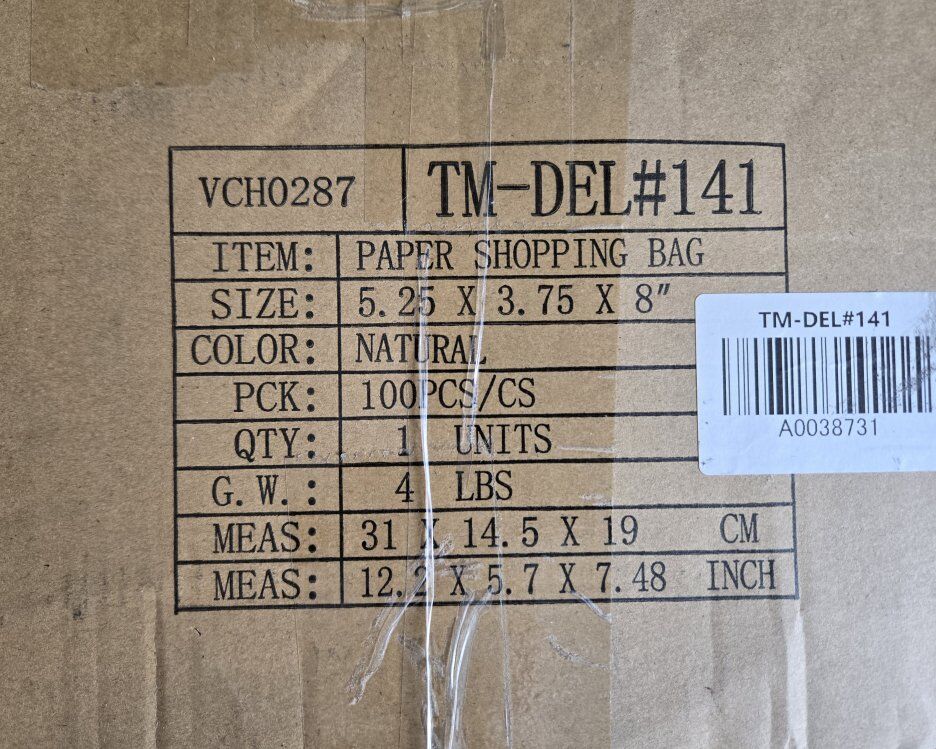 VCH0287 TM-DEL#141
ITEM: PAPER SHOPPING BAG
SIZE: 5.25 X 3.75 X 8″
COLOR: NATURAL
PCK: 100PCS/CS
QTY: 1 UNITS
G.W.: 4 LBS
MEAS: 31 X 14.5 X 19 CM
MEAS: 12.2 X 5.7 X 7.48 INCH
TM-DEL#141
A0038731